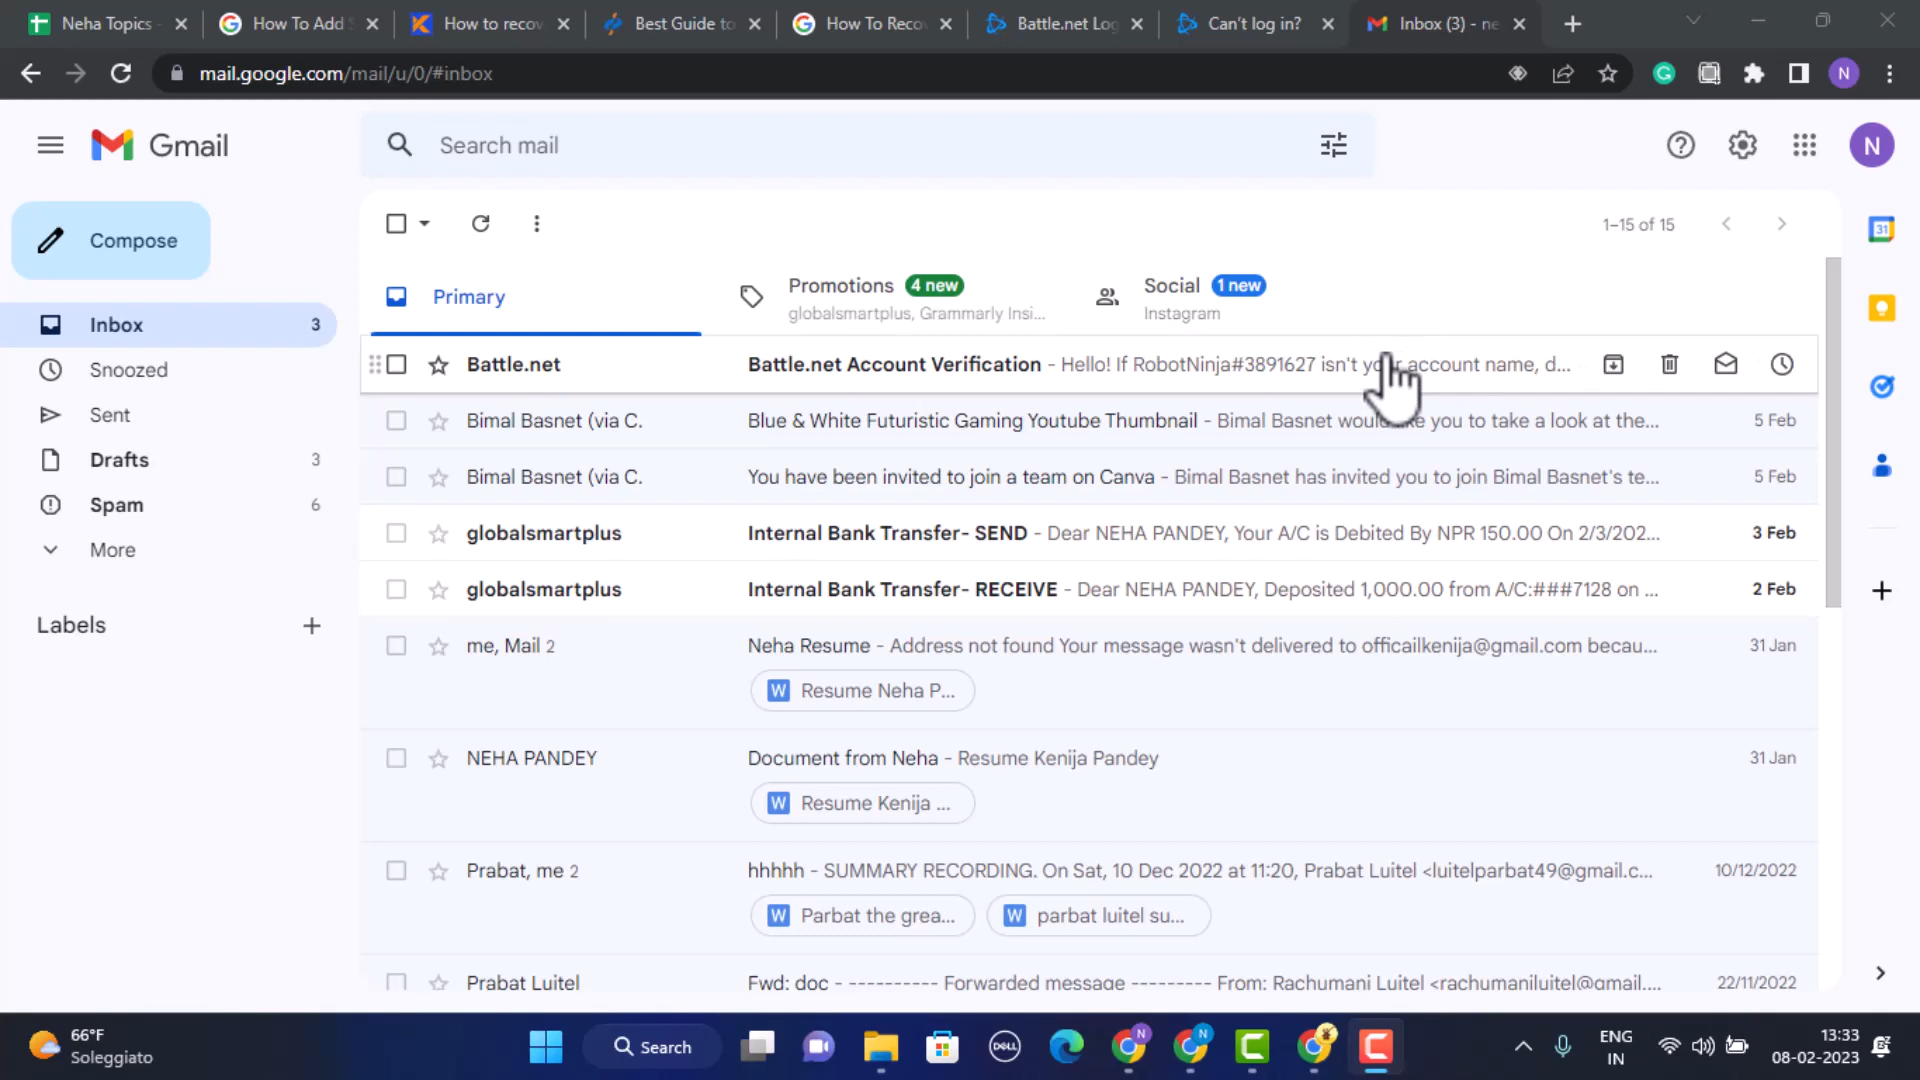 Neha Topics -
How To Add S
How to recov
Best Guide to
How To Reco
Battle.net Log
Can't log in?
Inbox (3) - ne
mail.google.com/mail/u/0/#inbox
N
Gmail
Search mail
N
Compose
1–15 of 15
31
Primary
Promotions 4 new
globalsmartplus, Grammarly Insi...
Social 1 new
Instagram
Inbox 3
Snoozed
Sent
Drafts 3
Spam 6
More
Labels
Battle.net Battle.net Account Verification - Hello! If RobotNinja#3891627 isn't your account name, d...
Bimal Basnet (via C. Blue & White Futuristic Gaming Youtube Thumbnail - Bimal Basnet would like you to take a look at the... 5 Feb
Bimal Basnet (via C. You have been invited to join a team on Canva - Bimal Basnet has invited you to join Bimal Basnet's te... 5 Feb
globalsmartplus Internal Bank Transfer- SEND - Dear NEHA PANDEY, Your A/C is Debited By NPR 150.00 On 2/3/202... 3 Feb
globalsmartplus Internal Bank Transfer- RECEIVE - Dear NEHA PANDEY, Deposited 1,000.00 from A/C:###7128 on ... 2 Feb
me, Mail 2 Neha Resume - Address not found Your message wasn't delivered to officailkenija@gmail.com becau... 31 Jan
W Resume Neha P...
NEHA PANDEY Document from Neha - Resume Kenija Pandey 31 Jan
W Resume Kenija ...
Prabat, me 2 hhhhh - SUMMARY RECORDING. On Sat, 10 Dec 2022 at 11:20, Prabat Luitel <luitelparbat49@gmail.c... 10/12/2022
W Parbat the grea...
W parbat luitel su...
Prabat Luitel Fwd: doc - ---------- Forwarded message --------- From: Rachumani Luitel <rachumaniluitel@gmail.... 22/11/2022
66°F
Soleggiato
Search
DELL
N
N
ENG
IN
13:33
08-02-2023